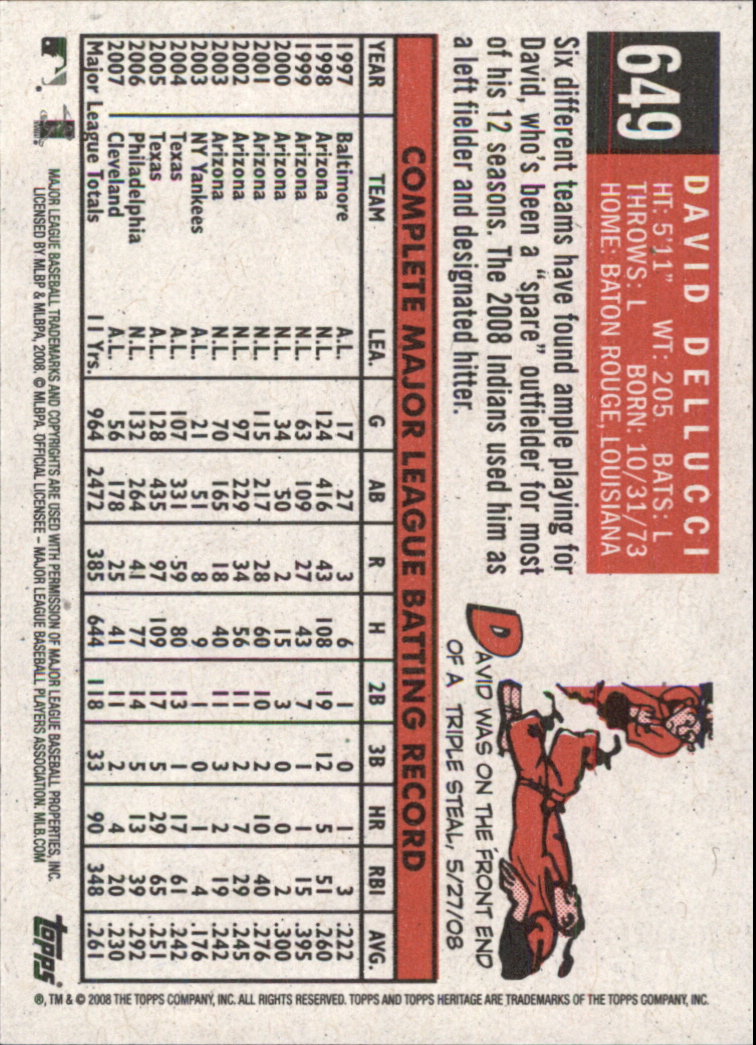 649
DAVID DELLUCCI
HT: 5'11" WT: 205 BATS: L
THROWS: L BORN: 10/31/73
HOME: BATON ROUGE, LOUISIANA
Six different teams have found ample playing for
David, who's been a "spare" outfielder for most
of his 12 seasons. The 2008 Indians used him as
a left fielder and designated hitter.
DAVID WAS ON THE FRONT END
OF A TRIPLE STEAL, 5/27/08
COMPLETE MAJOR LEAGUE BATTING RECORD
YEAR TEAM LEA. G AB R H 2B 3B HR RBI AVG.
1997 Baltimore A.L. 17 27 3 6 1 0 1 3 .222
1998 Arizona N.L. 124 416 43 108 19 12 5 51 .260
1999 Arizona N.L. 63 109 27 43 7 1 1 15 .395
2000 Arizona N.L. 34 50 2 15 3 0 0 2 .300
2001 Arizona N.L. 115 217 28 60 10 2 10 40 .276
2002 Arizona N.L. 97 229 34 56 11 2 7 29 .245
2003 Arizona N.L. 70 165 18 40 11 3 2 19 .242
2003 NY Yankees A.L. 21 51 8 9 1 0 1 4 .176
2004 Texas A.L. 107 331 59 80 13 1 17 61 .242
2005 Texas A.L. 128 435 97 109 17 5 29 65 .251
2006 Philadelphia N.L. 132 264 41 77 14 5 13 39 .292
2007 Cleveland A.L. 56 178 25 41 11 2 4 20 .230
Major League Totals 11 Yrs. 964 2472 385 644 118 33 90 348 .261
MAJOR LEAGUE BASEBALL TRADEMARKS AND COPYRIGHTS ARE USED WITH PERMISSION OF MAJOR LEAGUE BASEBALL PROPERTIES, INC.
LICENSED BY MLBP & MLBPA, 2008. © MLBPA. OFFICIAL LICENSEE – MAJOR LEAGUE BASEBALL PLAYERS ASSOCIATION. MLB.COM
topps
®, TM & © 2008 THE TOPPS COMPANY, INC. ALL RIGHTS RESERVED. TOPPS AND TOPPS HERITAGE ARE TRADEMARKS OF THE TOPPS COMPANY, INC.